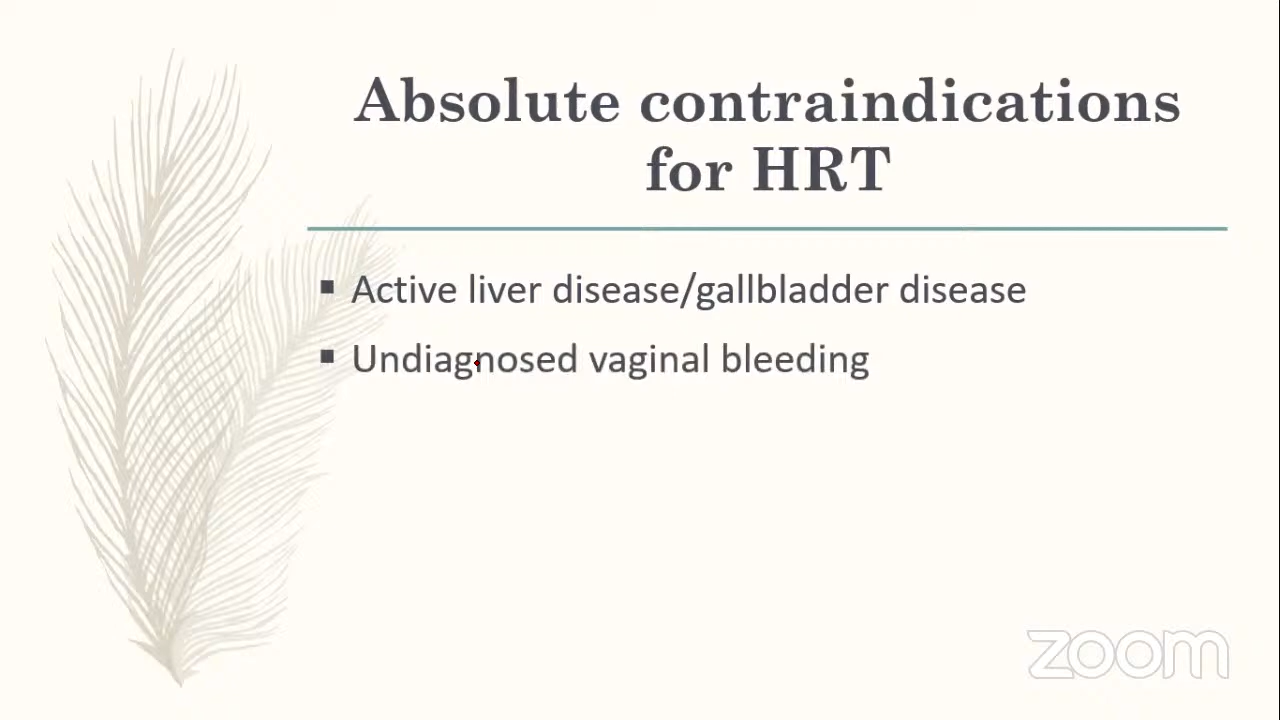 Absolute contraindications
for HRT
▪ Active liver disease/gallbladder disease
▪ Undiagnosed vaginal bleeding
zoom